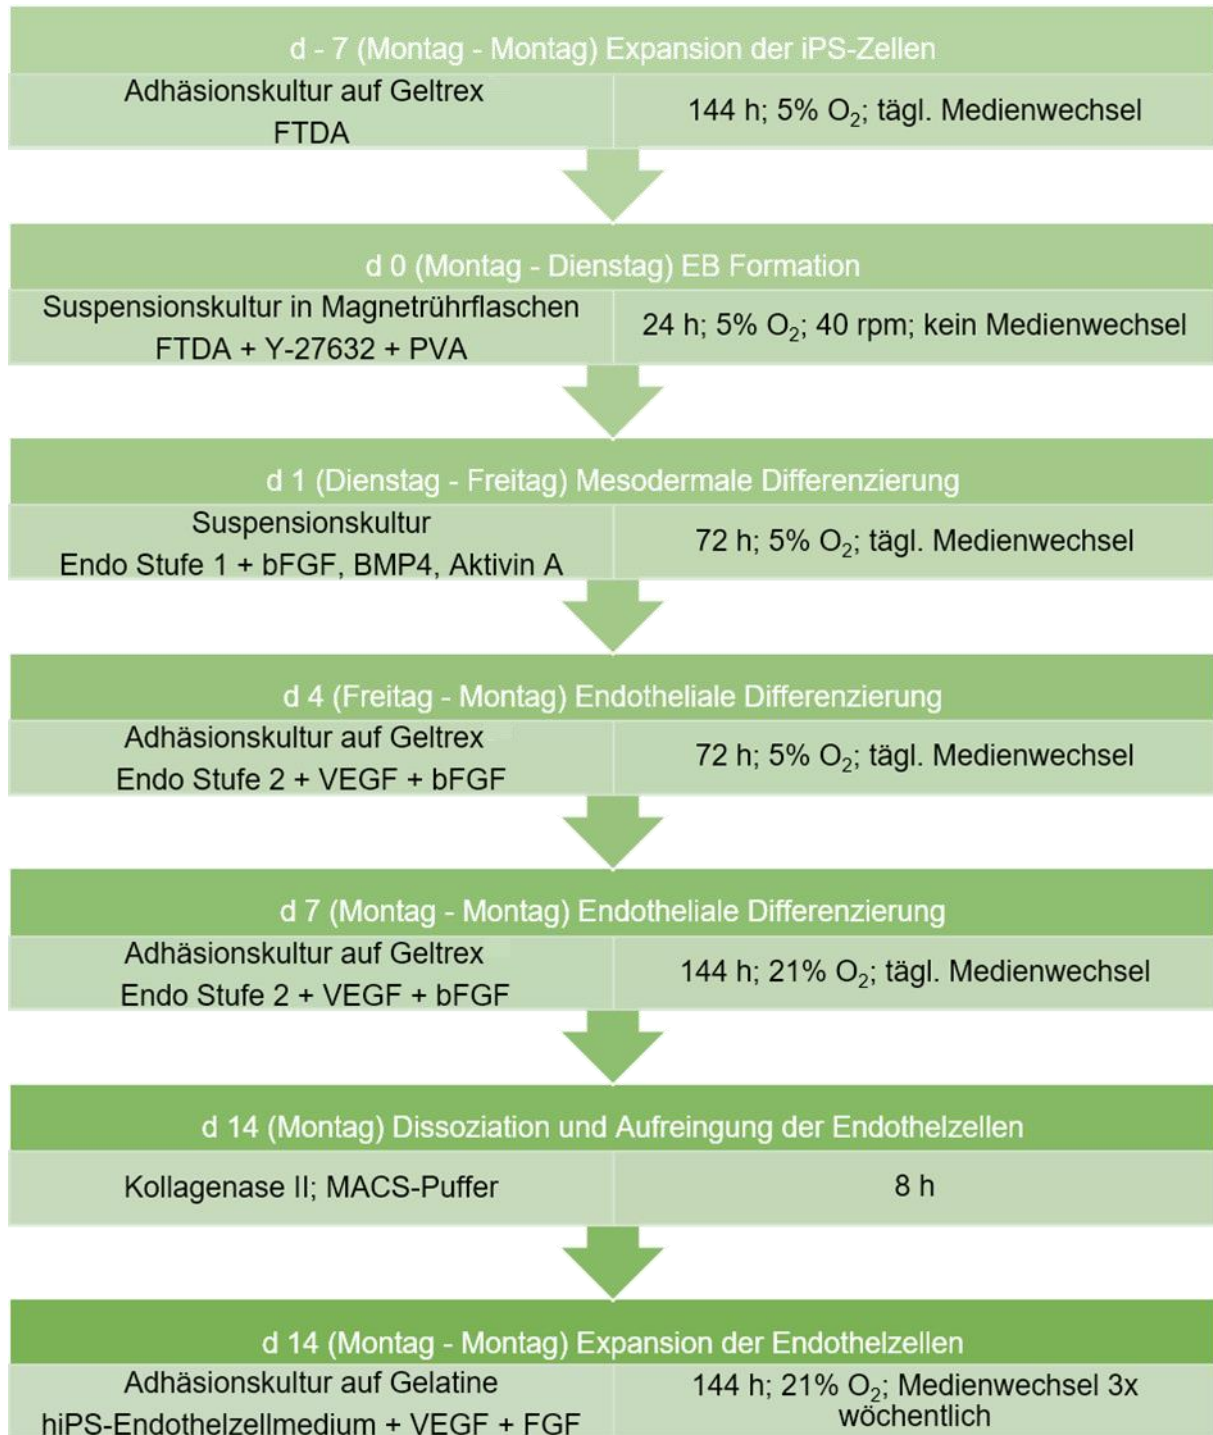 d - 7 (Montag - Montag) Expansion der iPS-Zellen
Adhäsionskultur auf Geltrex
FTDA
144 h; 5% O₂; tägl. Medienwechsel
d 0 (Montag - Dienstag) EB Formation
Suspensionskultur in Magnetrührflaschen
FTDA + Y-27632 + PVA
24 h; 5% O₂; 40 rpm; kein Medienwechsel
d 1 (Dienstag - Freitag) Mesodermale Differenzierung
Suspensionskultur
Endo Stufe 1 + bFGF, BMP4, Aktivin A
72 h; 5% O₂; tägl. Medienwechsel
d 4 (Freitag - Montag) Endotheliale Differenzierung
Adhäsionskultur auf Geltrex
Endo Stufe 2 + VEGF + bFGF
72 h; 5% O₂; tägl. Medienwechsel
d 7 (Montag - Montag) Endotheliale Differenzierung
Adhäsionskultur auf Geltrex
Endo Stufe 2 + VEGF + bFGF
144 h; 21% O₂; tägl. Medienwechsel
d 14 (Montag) Dissoziation und Aufreingung der Endothelzellen
Kollagenase II; MACS-Puffer
8 h
d 14 (Montag - Montag) Expansion der Endothelzellen
Adhäsionskultur auf Gelatine
hiPS-Endothelzellmedium + VEGF + FGF
144 h; 21% O₂; Medienwechsel 3x
wöchentlich